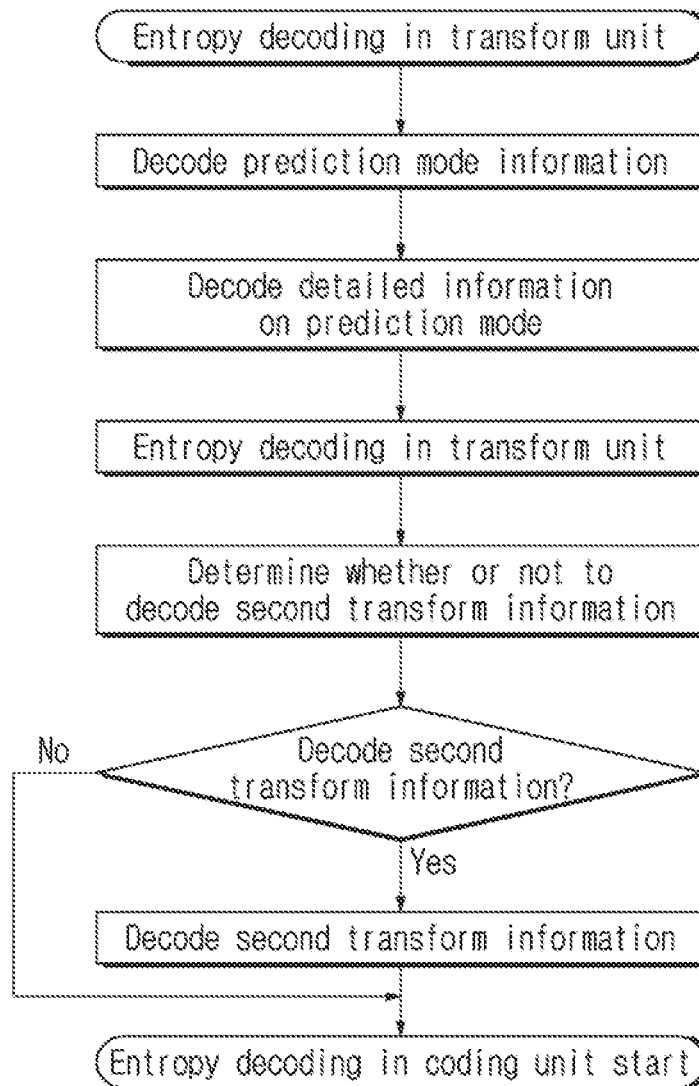 Entropy decoding in transform unit
Decode prediction mode information
Decode detailed information
on prediction mode
Entropy decoding in transform unit
Determine whether or not to
decode second transform information
Decode second
transform information?
No
Yes
Decode second transform information
Entropy decoding in coding unit start